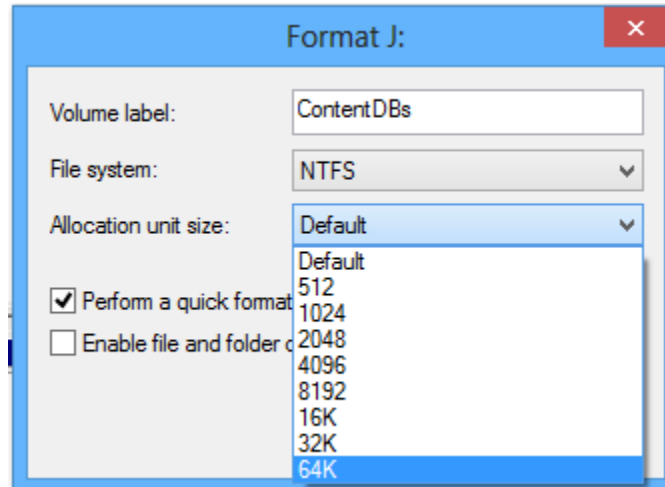 Format J:
Volume label: ContentDBs
File system: NTFS
Allocation unit size: Default
Default
512
Perform a quick format
1024
Enable file and folder
2048
4096
8192
16K
32K
64K